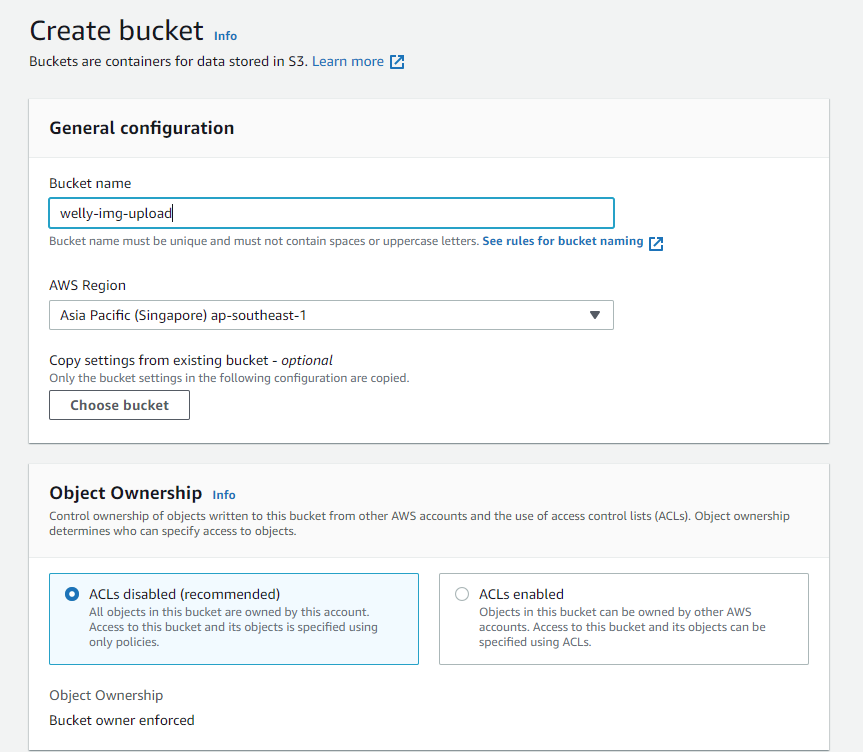 Create bucket Info
Buckets are containers for data stored in S3. Learn more
General configuration
Bucket name
welly-img-upload
Bucket name must be unique and must not contain spaces or uppercase letters. See rules for bucket naming
AWS Region
Asia Pacific (Singapore) ap-southeast-1
Copy settings from existing bucket - optional
Only the bucket settings in the following configuration are copied.
Choose bucket
Object Ownership Info
Control ownership of objects written to this bucket from other AWS accounts and the use of access control lists (ACLs). Object ownership
determines who can specify access to objects.
ACLs disabled (recommended)
All objects in this bucket are owned by this account.
Access to this bucket and its objects is specified using
only policies.
ACLs enabled
Objects in this bucket can be owned by other AWS
accounts. Access to this bucket and its objects can be
specified using ACLs.
Object Ownership
Bucket owner enforced